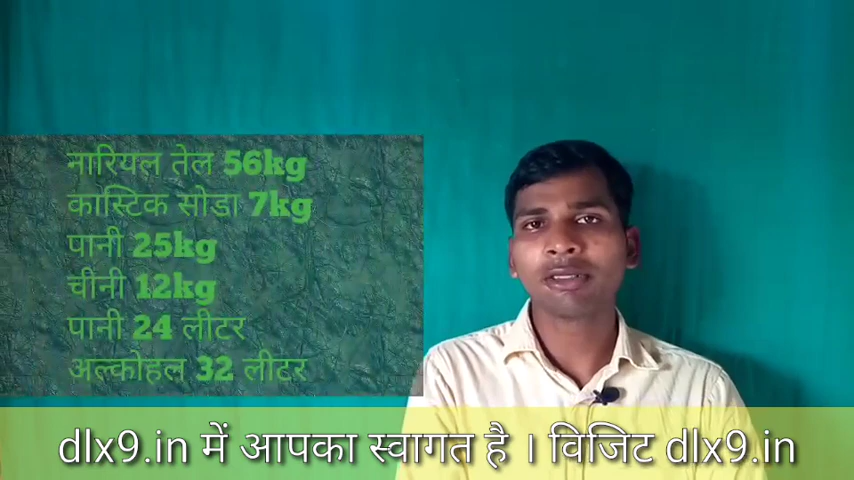 नारियल तेल 56kg
कास्टिक सोडा 7kg
पानी 25kg
चीनी 12kg
पानी 24 लीटर
अल्कोहल 32 लीटर
dlx9.in में आपका स्वागत है । विजिट dlx9.in